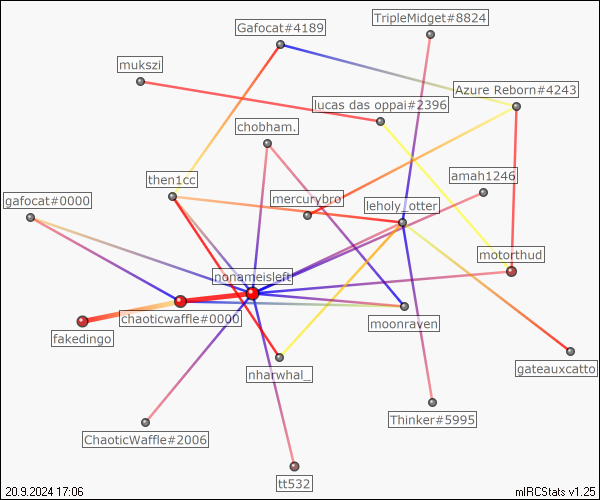 TripleMidget#8824
Gafocat#4189
mukszi
Azure Reborn#4243
lucas das oppai#2396
chobham.
amah1246
then1cc
mercurybro
gafocat#0000
leholy_otter
motorthud
nonameisleft
chaoticwaffle#0000
moonraven
fakedingo
gateauxcatto
nharwhal_
Thinker#5995
ChaoticWaffle#2006
tt532
20.9.2024 17:06
mIRCStats v1.25